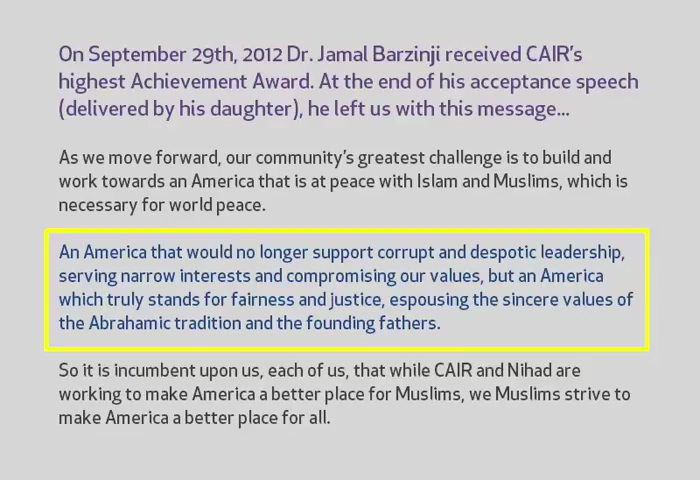 On September 29th, 2012 Dr. Jamal Barzinji received CAIR's
highest Achievement Award. At the end of his acceptance speech
(delivered by his daughter), he left us with this message...
As we move forward, our community's greatest challenge is to build and
work towards an America that is at peace with Islam and Muslims, which is
necessary for world peace.
An America that would no longer support corrupt and despotic leadership,
serving narrow interests and compromising our values, but an America
which truly stands for fairness and justice, espousing the sincere values of
the Abrahamic tradition and the founding fathers.
So it is incumbent upon us, each of us, that while CAIR and Nihad are
working to make America a better place for Muslims, we Muslims strive to
make America a better place for all.